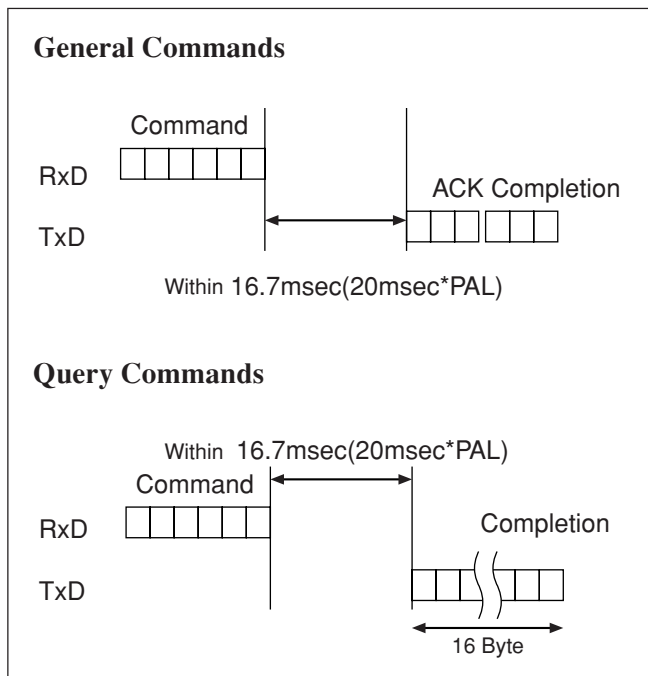 General Commands
Command
RxD
ACK Completion
TxD
Within 16.7msec(20msec*PAL)
Query Commands
Within 16.7msec(20msec*PAL)
Command
RxD
Completion
TxD
16 Byte